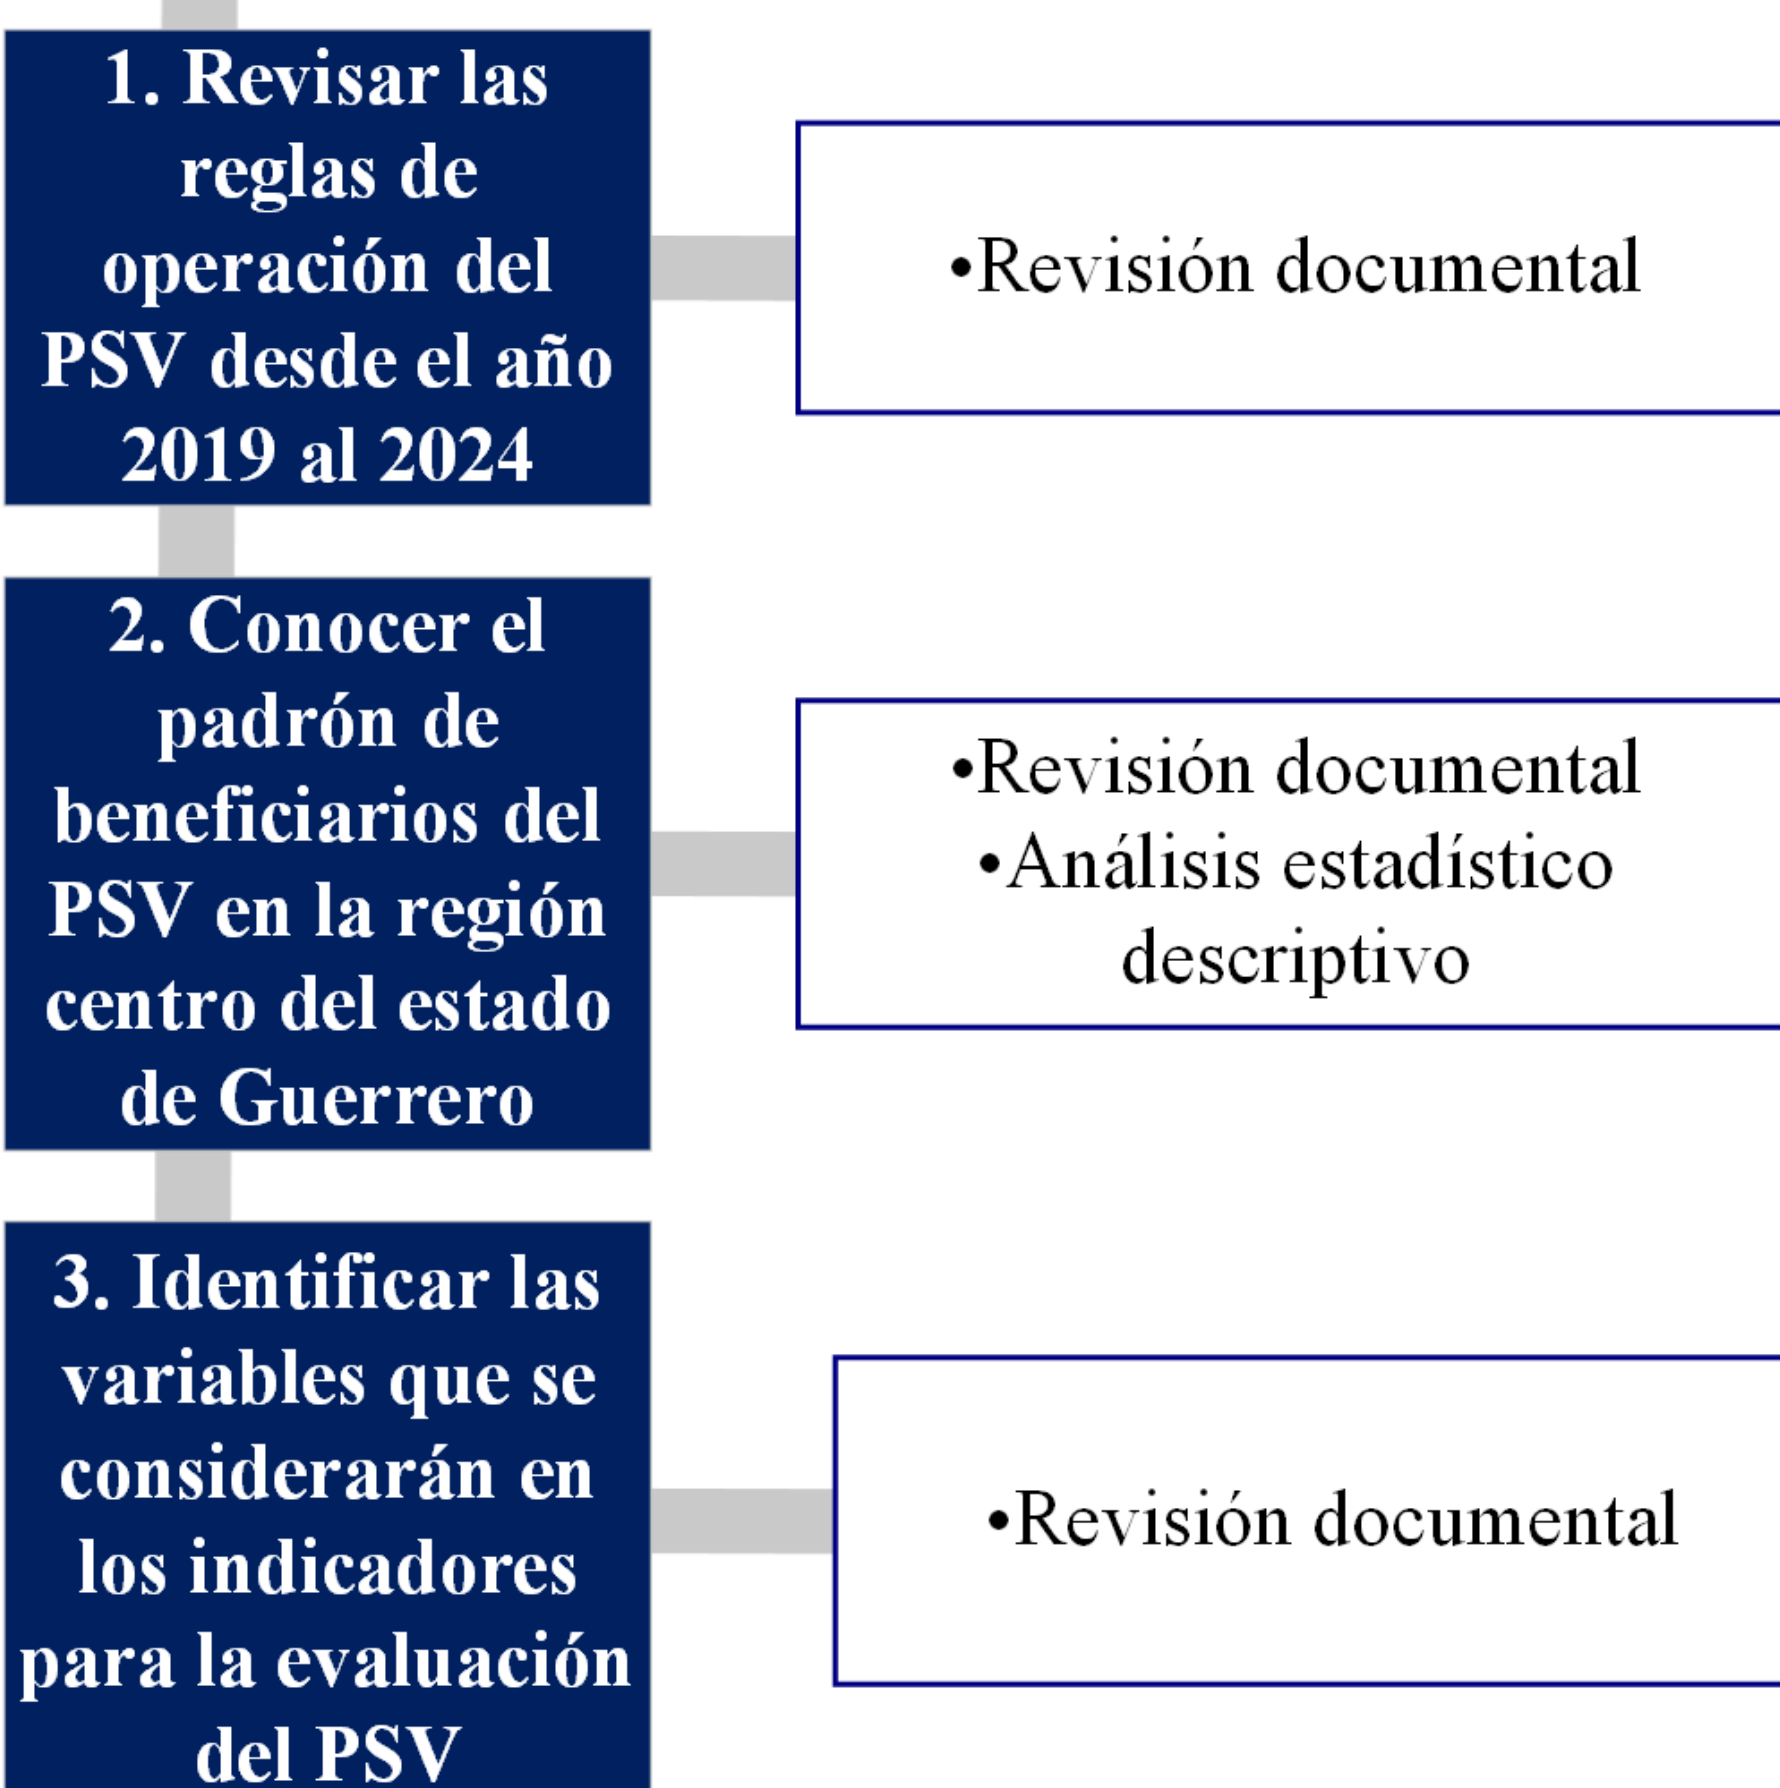 1. Revisar las
reglas de
operación del
PSV desde el año
2019 al 2024
•Revisión documental
2. Conocer el
padrón de
beneficiarios del
PSV en la región
centro del estado
de Guerrero
•Revisión documental
•Análisis estadístico
descriptivo
3. Identificar las
variables que se
considerarán en
los indicadores
para la evaluación
del PSV
•Revisión documental